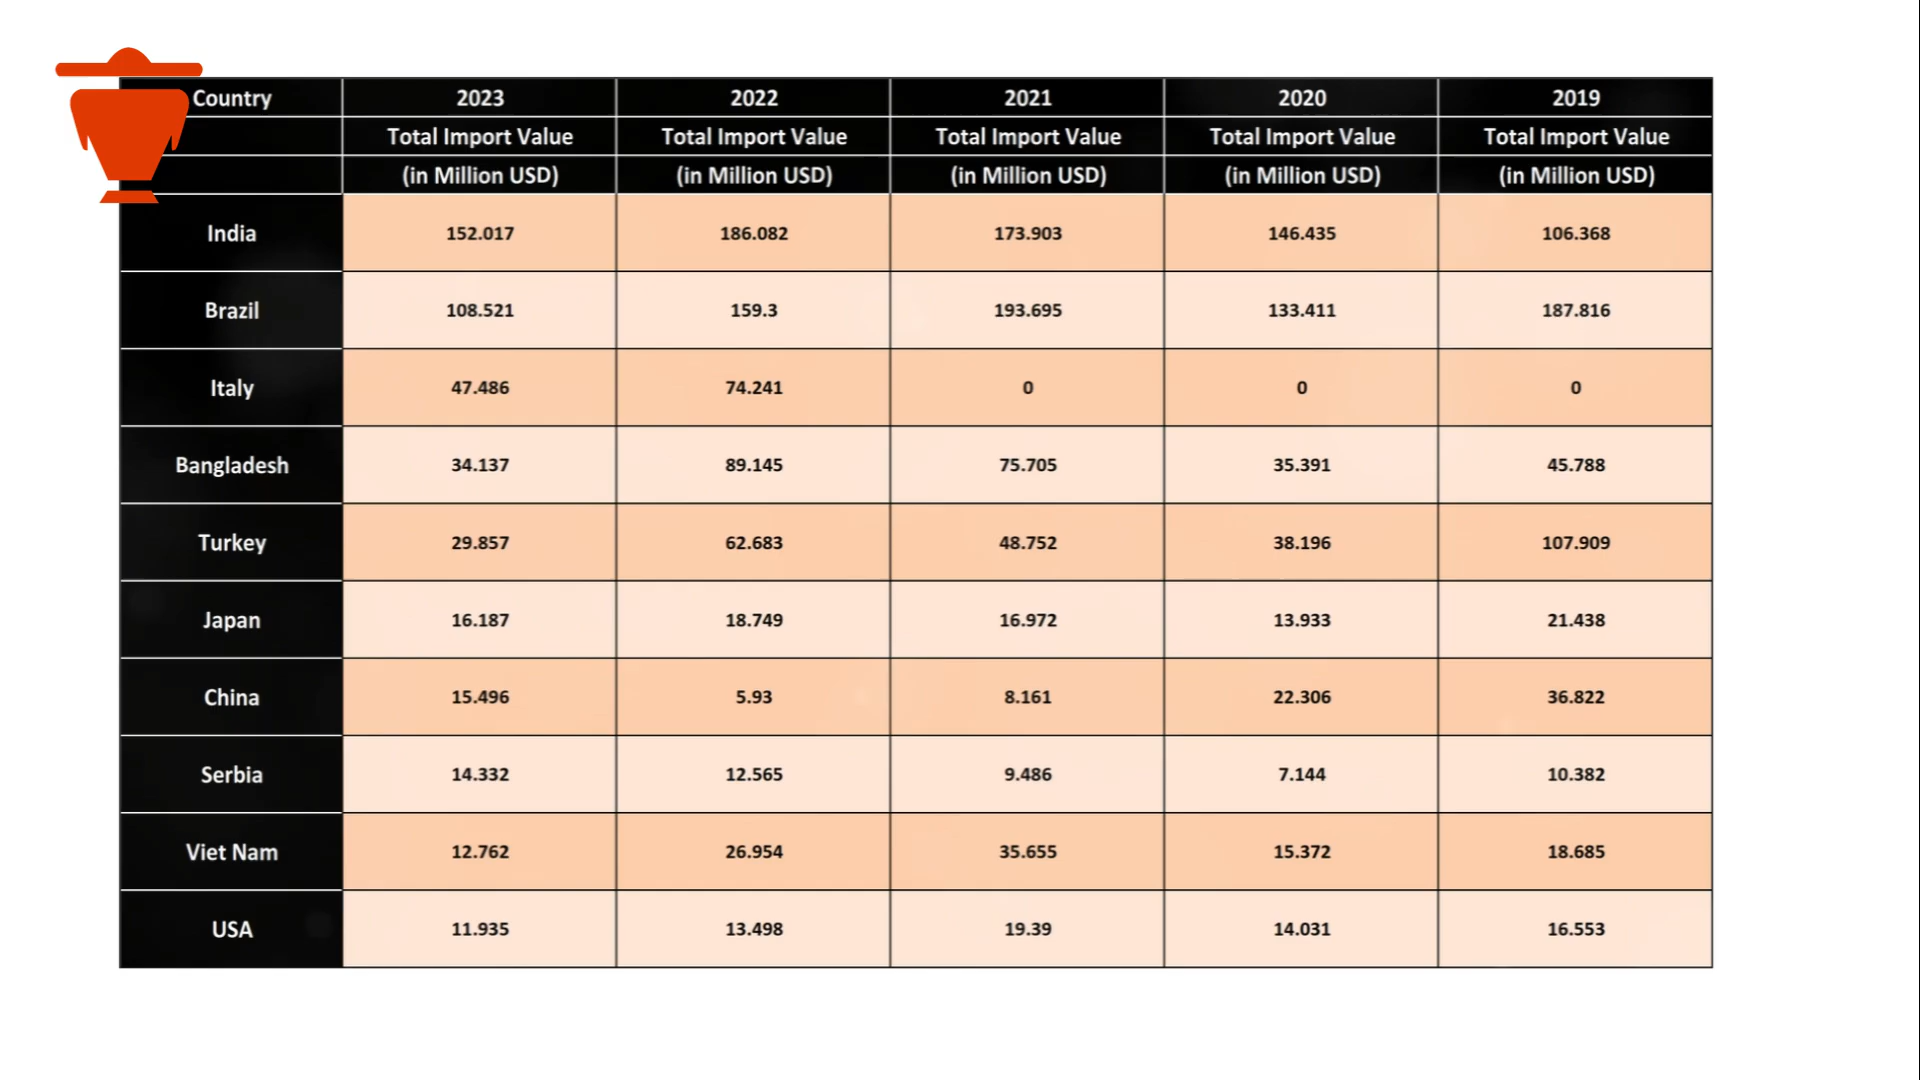 Country 2023 2022 2021 2020 2019
Total Import Value Total Import Value Total Import Value Total Import Value Total Import Value
(in Million USD) (in Million USD) (in Million USD) (in Million USD) (in Million USD)
India 152.017 186.082 173.903 146.435 106.368
Brazil 108.521 159.3 193.695 133.411 187.816
Italy 47.486 74.241 0 0 0
Bangladesh 34.137 89.145 75.705 35.391 45.788
Turkey 29.857 62.683 48.752 38.196 107.909
Japan 16.187 18.749 16.972 13.933 21.438
China 15.496 5.93 8.161 22.306 36.822
Serbia 14.332 12.565 9.486 7.144 10.382
Viet Nam 12.762 26.954 35.655 15.372 18.685
USA 11.935 13.498 19.39 14.031 16.553